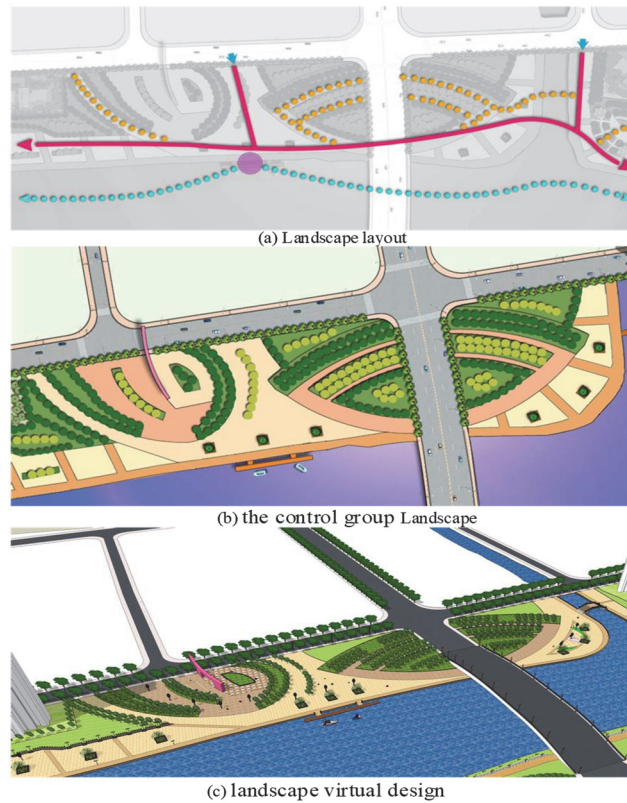 (a) Landscape layout
(b) the control group Landscape
(c) landscape virtual design